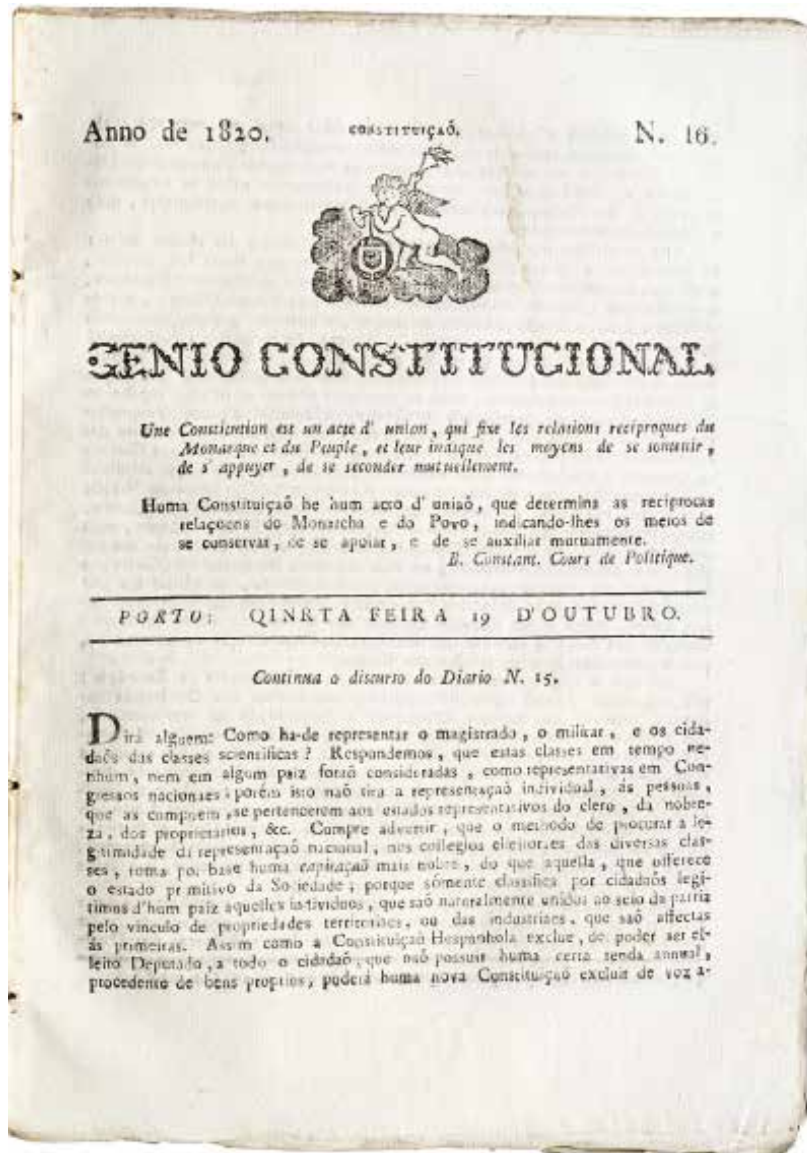 Anno de 1820.
CONSTITUIÇAÕ.
N. 16.
GENIO CONSTITUCIONAL
Une Constitution est un acte d' union, qui fixe les relations reciproques du
Monarque et du Peuple, et leur indique les moyens de se soutenir,
de s' appuyer, de se seconder mutuellement.
Huma Constituiçaõ he hum acto d' uniaõ, que determina as reciprocas
relaçoens do Monarcha e do Povo, indicando-lhes os meios de
se conservar, de se apoiar, e de se auxiliar mutuamente.
B. Constant. Cours de Politique.
PORTO: QINRTA FEIRA 19 D'OUTUBRO.
Continua o discurso do Diario N. 15.
Dirá alguem: Como ha-de representar o magistrado, o militar, e os cida-
daõs das classes scientificas? Respondemos, que estas classes em tempo ne-
nhum, nem em algum paiz foraõ consideradas, como representativas em Con-
gressos nacionaes; porém isto naõ tira a representaçaõ individual, ás pessoas,
que as compoem, se pertencerem aos estados representativos do clero, da nobre-
za, dos proprietarios, &c. Cumpre advertir, que o methodo de procurar a le-
gitimidade da representaçaõ nacional, nos collegios eleitoraes das diversas clas-
ses, toma por base huma capitaçaõ mais nobre, do que aquella, que offerece
o estado primitivo da Sociedade; porque sómente classifica por cidadaõs legi-
timos d'hum paiz aquelles individuos, que saõ naturalmente unidos ao seio da patria
pelo vinculo de propriedades territoriaes, ou das industriaes, que saõ affectas
ás primeiras. Assim como a Constituiçaõ Hespanhola exclue, de poder ser el-
leito Deputado, a todo o cidadaõ, que naõ possuir huma certa renda annual,
procedente de bens proprios, poderá huma nova Constituiçaõ excluir de voz a-